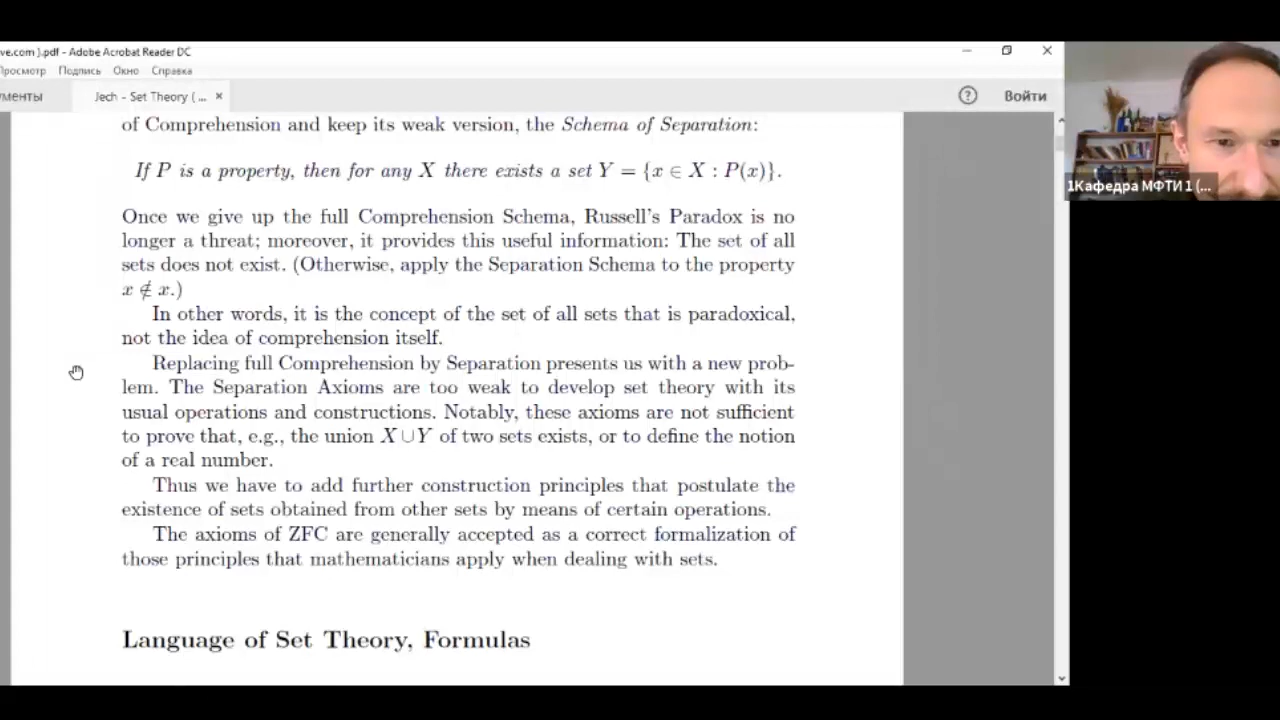 ve.com ).pdf - Adobe Acrobat Reader DC
Просмотр Подпись Окно Справка
ументы
Jech - Set Theory ( ... ×
?
Войти
of Comprehension and keep its weak version, the Schema of Separation:
If P is a property, then for any X there exists a set Y = {x ∈ X : P(x)}.
Once we give up the full Comprehension Schema, Russell's Paradox is no
longer a threat; moreover, it provides this useful information: The set of all
sets does not exist. (Otherwise, apply the Separation Schema to the property
x ∉ x.)
In other words, it is the concept of the set of all sets that is paradoxical,
not the idea of comprehension itself.
Replacing full Comprehension by Separation presents us with a new prob-
lem. The Separation Axioms are too weak to develop set theory with its
usual operations and constructions. Notably, these axioms are not sufficient
to prove that, e.g., the union X ∪ Y of two sets exists, or to define the notion
of a real number.
Thus we have to add further construction principles that postulate the
existence of sets obtained from other sets by means of certain operations.
The axioms of ZFC are generally accepted as a correct formalization of
those principles that mathematicians apply when dealing with sets.
Language of Set Theory, Formulas
1Кафедра МФТИ 1 (...